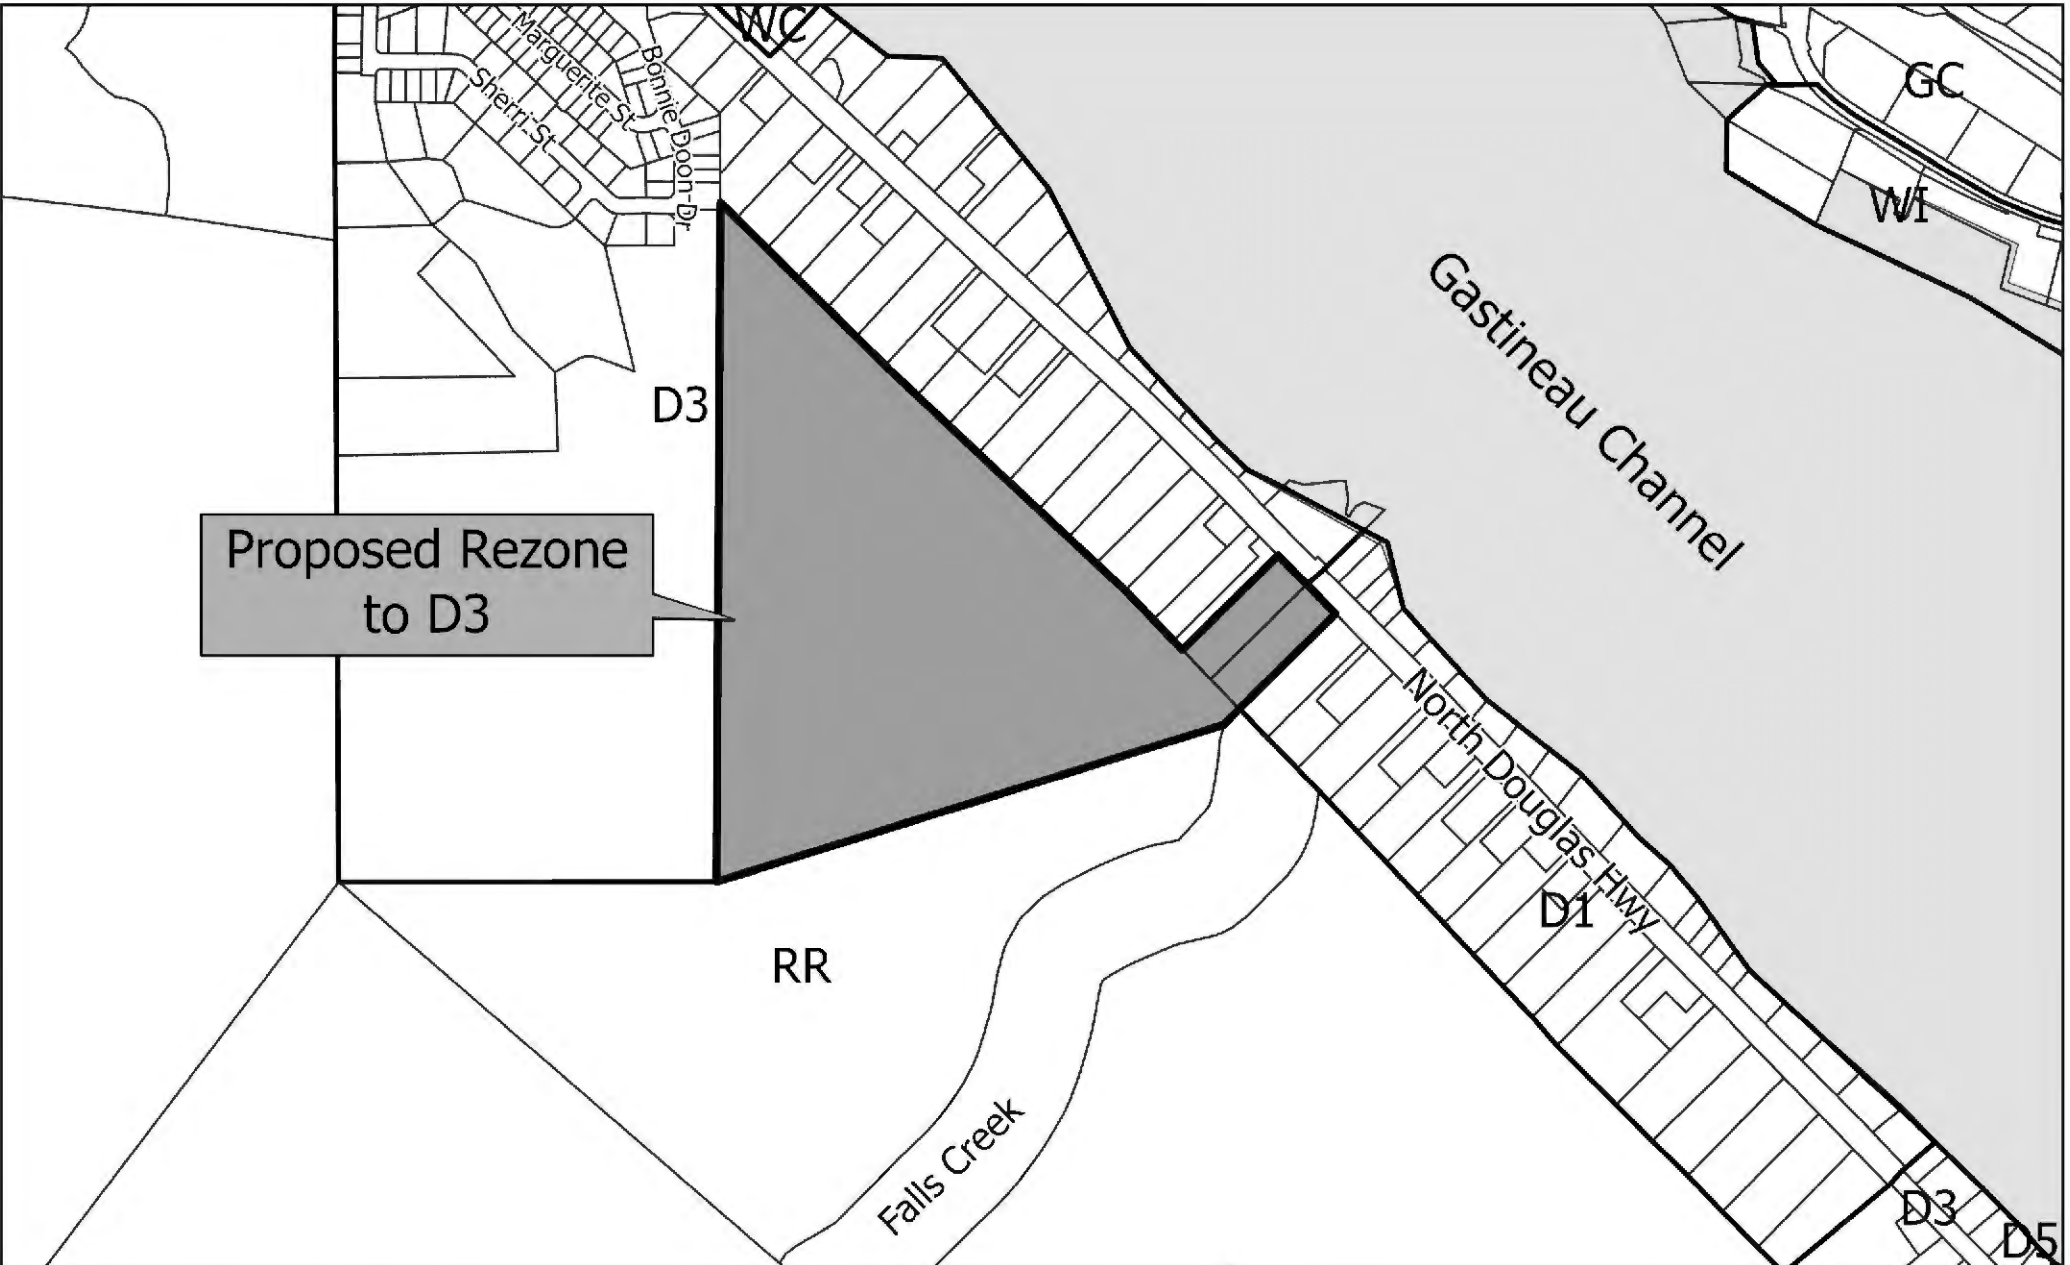 WC
Marguerite St
Bonnie Doon Dr
Sherri St
GC
WI
Gastineau Channel
D3
Proposed Rezone
to D3
North Douglas Hwy
D1
RR
Falls Creek
D3
D5